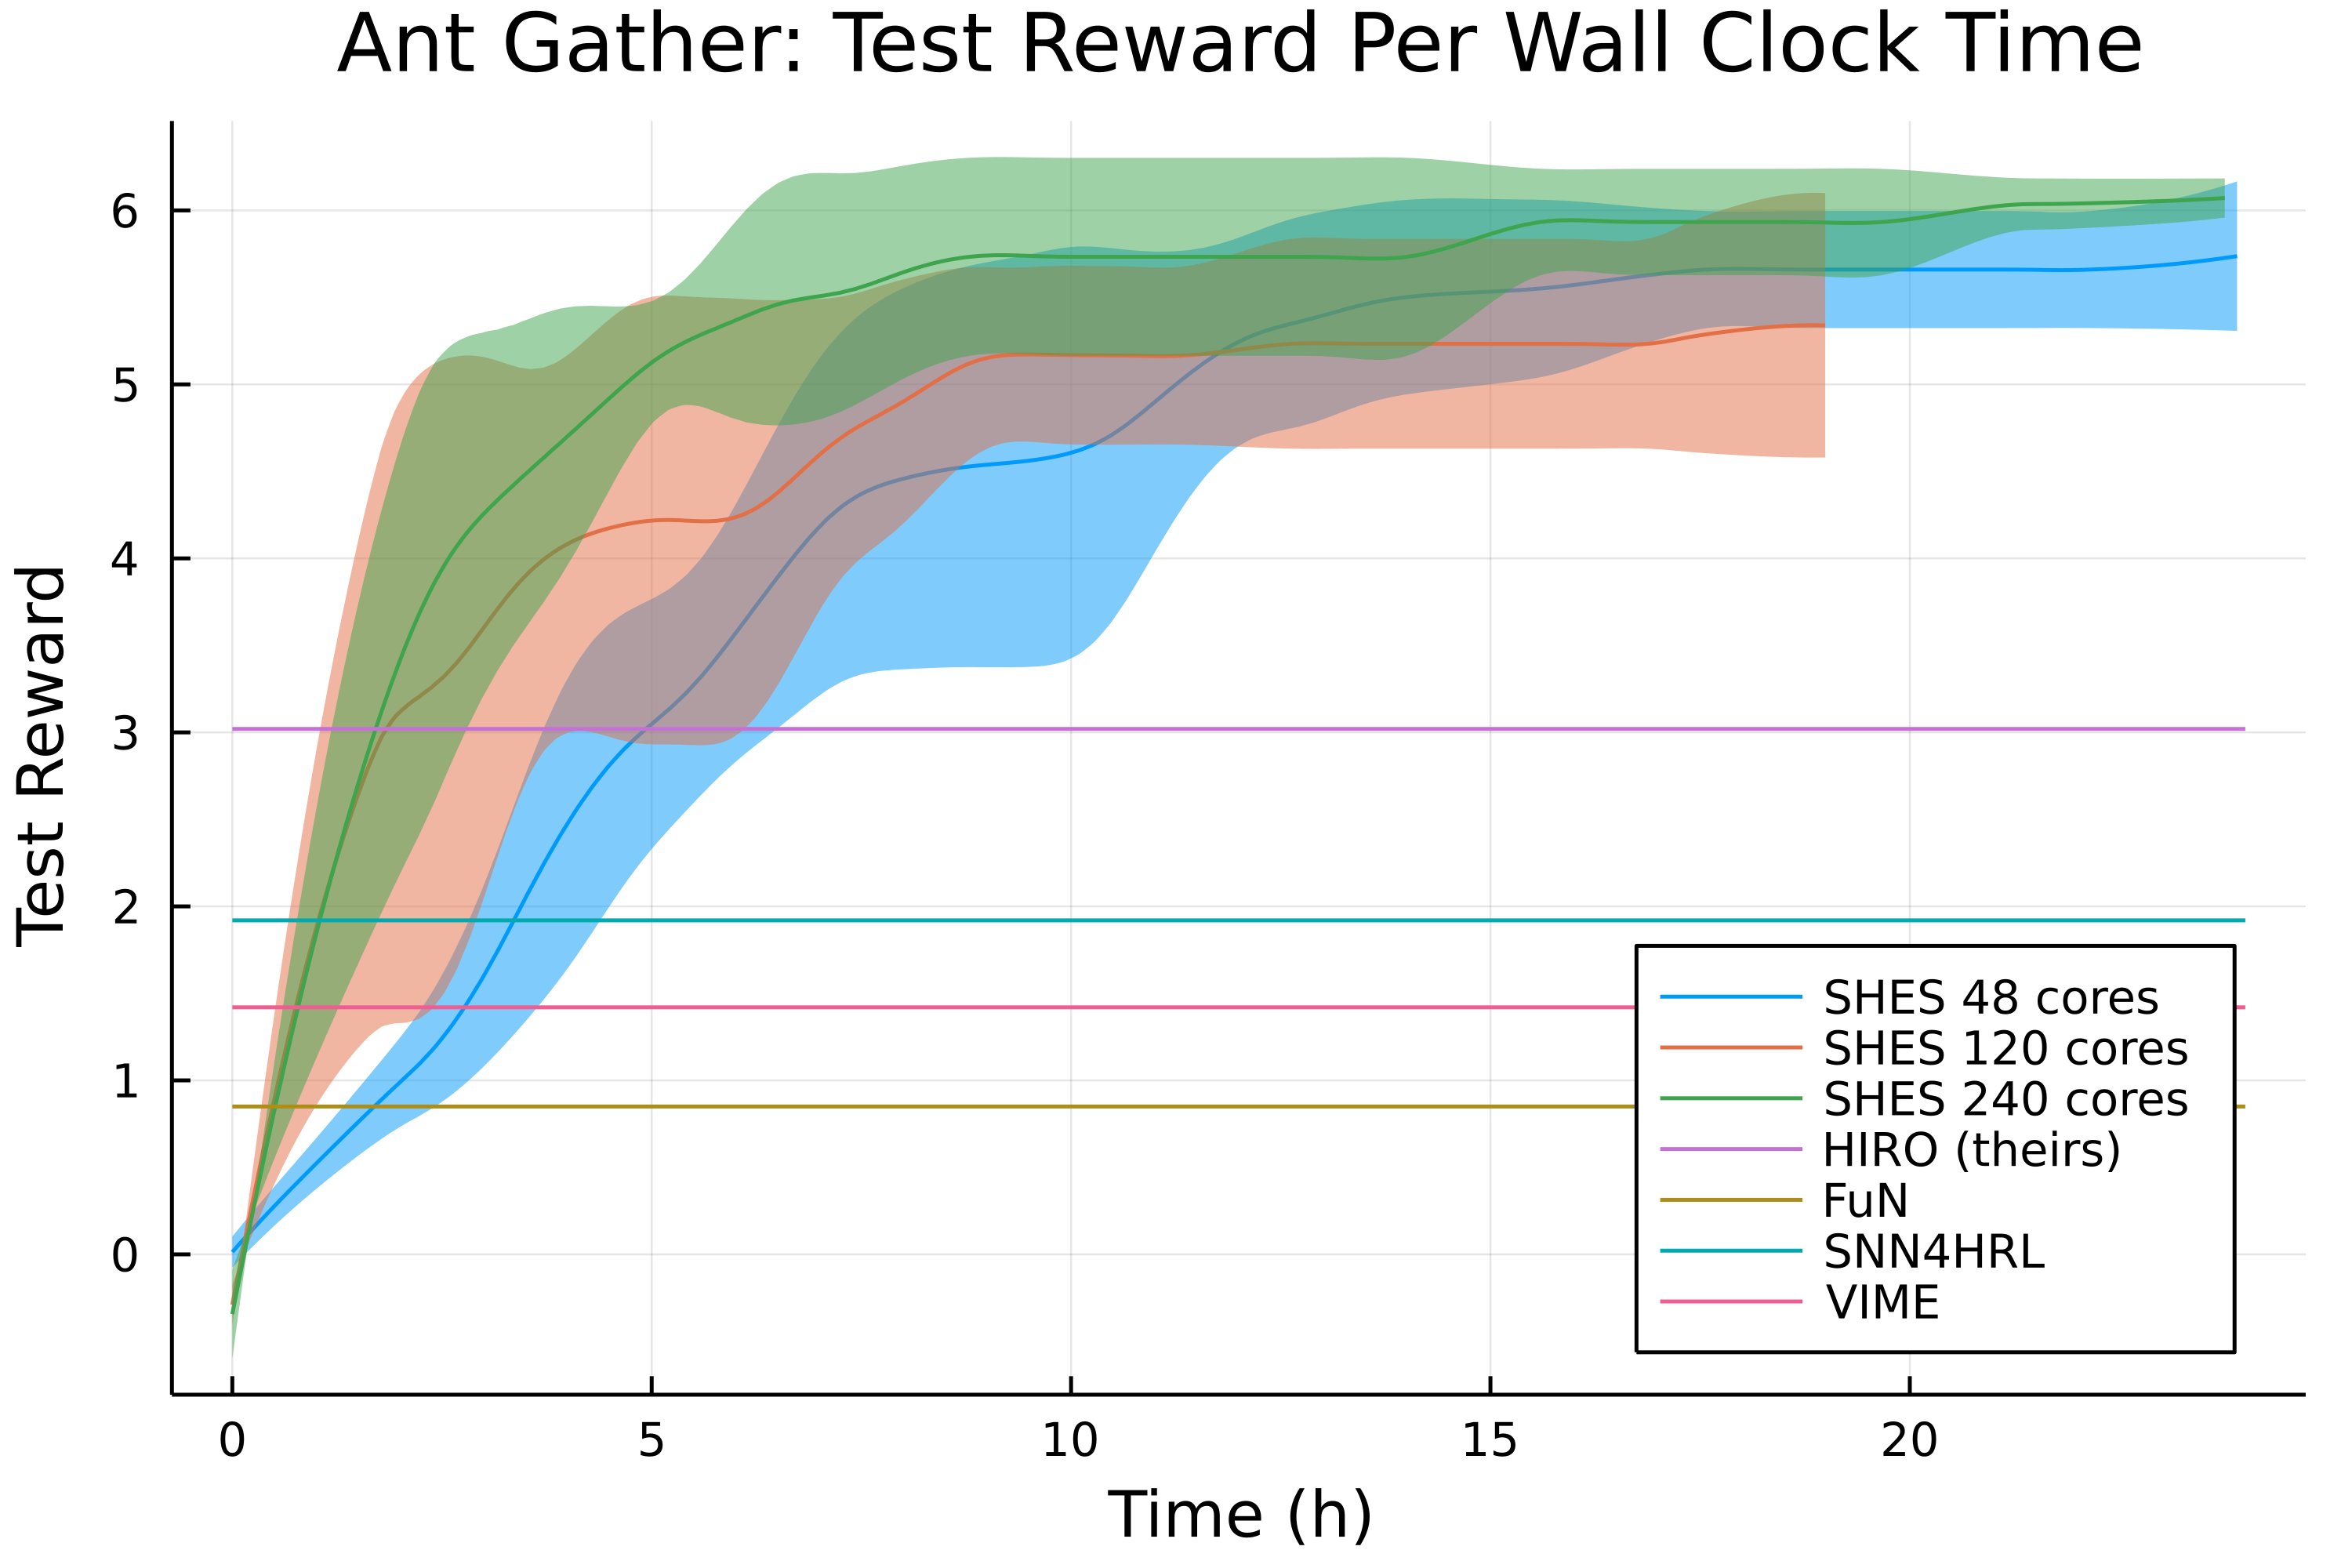 Ant Gather: Test Reward Per Wall Clock Time
Test Reward
6
5
4
3
2
1
0
0 5 10 15 20
Time (h)
SHES 48 cores
SHES 120 cores
SHES 240 cores
HIRO (theirs)
FuN
SNN4HRL
VIME